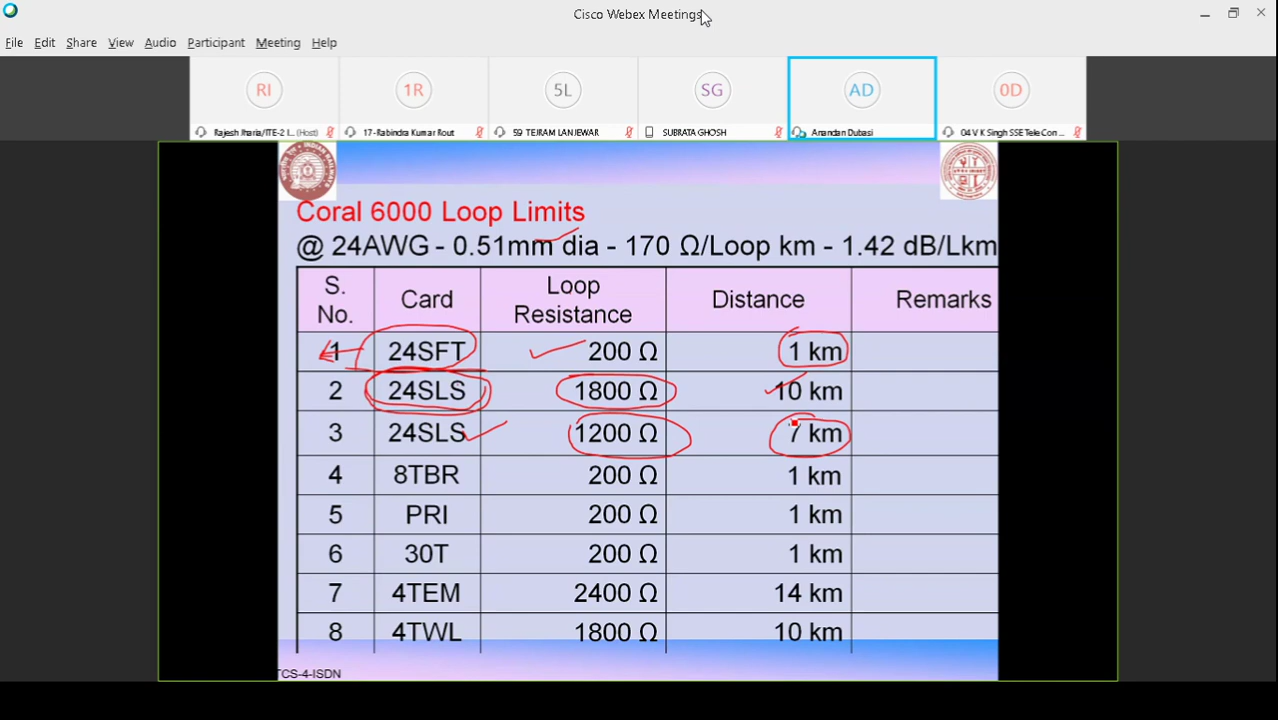 Cisco Webex Meetings
File Edit Share View Audio Participant Meeting Help
RI 1R 5L SG AD 0D
Rajesh Jharia/ITE-2 I... (Host) 17-Rabindra Kumar Rout 59 TEJRAM LANJEWAR SUBRATA GHOSH Anandan Dubasi 04 V K Singh SSE Tele Con ...
Coral 6000 Loop Limits
@ 24AWG - 0.51mm dia - 170 Ω/Loop km - 1.42 dB/Lkm
S. No. Card Loop Resistance Distance Remarks
1 24SFT 200 Ω 1 km
2 24SLS 1800 Ω 10 km
3 24SLS 1200 Ω 7 km
4 8TBR 200 Ω 1 km
5 PRI 200 Ω 1 km
6 30T 200 Ω 1 km
7 4TEM 2400 Ω 14 km
8 4TWL 1800 Ω 10 km
TCS-4-ISDN